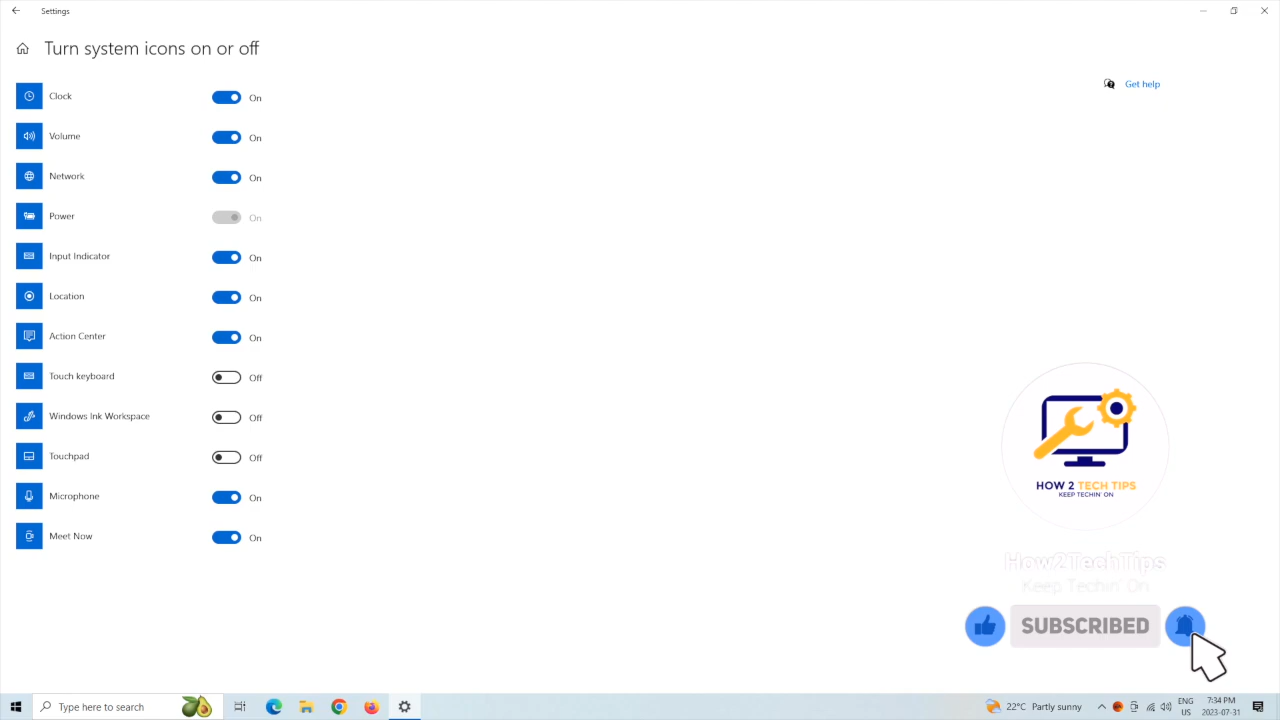 Settings
Turn system icons on or off
Clock On
Get help
Volume On
Network On
Power On
Input Indicator On
Location On
Action Center On
Touch keyboard Off
Windows Ink Workspace Off
Touchpad Off
Microphone On
Meet Now On
HOW 2 TECH TIPS
KEEP TECHIN' ON
How2TechTips
Keep Techin' On
SUBSCRIBED
Type here to search
22°C Partly sunny
ENG
US
7:34 PM
2023-07-31